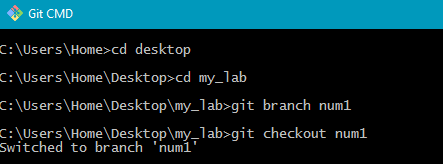 Git CMD
C:\Users\Home>cd desktop
C:\Users\Home\Desktop>cd my_lab
C:\Users\Home\Desktop\my_lab>git branch num1
C:\Users\Home\Desktop\my_lab>git checkout num1
Switched to branch 'num1'